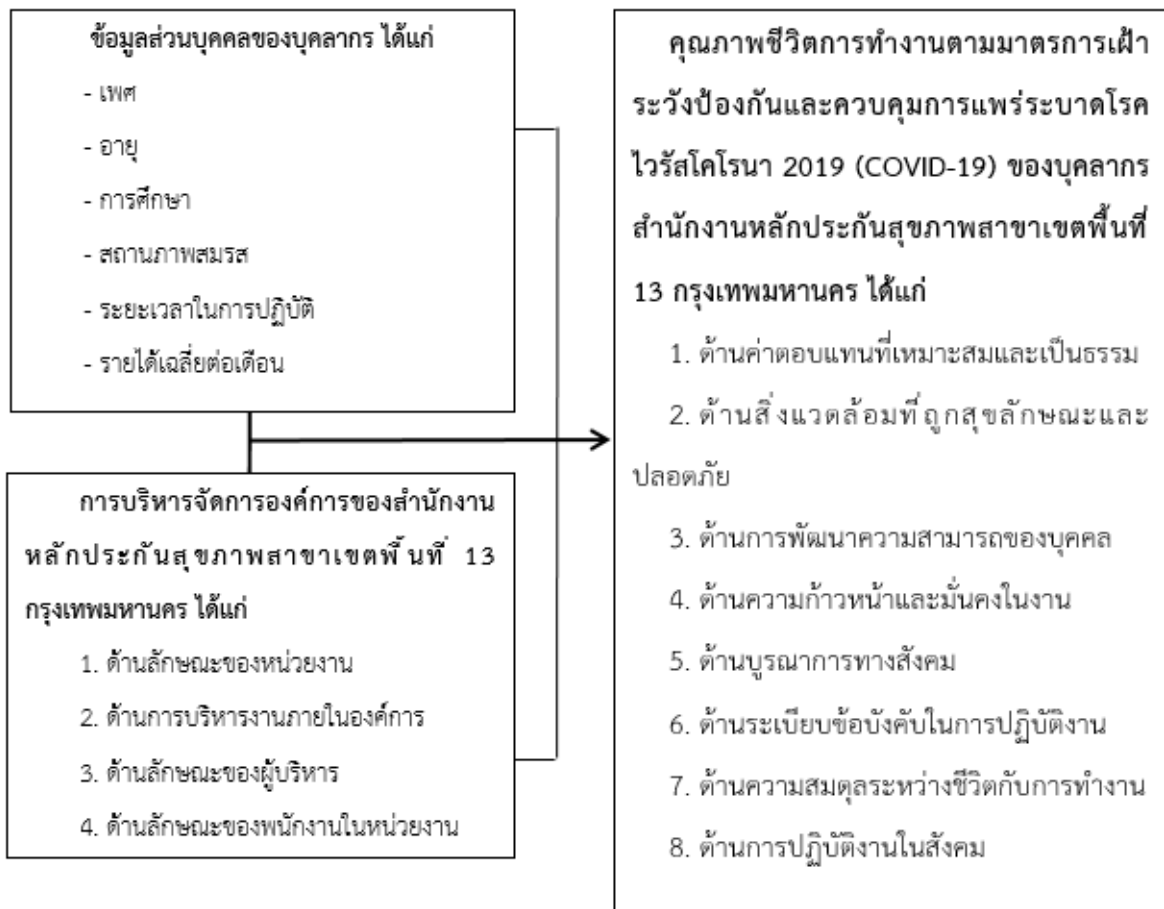 ข้อมูลส่วนบุคคลของบุคลากร ได้แก่
- เพศ
- อายุ
- การศึกษา
- สถานภาพสมรส
- ระยะเวลาในการปฏิบัติ
- รายได้เฉลี่ยต่อเดือน
การบริหารจัดการองค์การของสำนักงาน
หลักประกันสุขภาพสาขาเขตพื้นที่ 13
กรุงเทพมหานคร ได้แก่
1. ด้านลักษณะของหน่วยงาน
2. ด้านการบริหารงานภายในองค์การ
3. ด้านลักษณะของผู้บริหาร
4. ด้านลักษณะของพนักงานในหน่วยงาน
คุณภาพชีวิตการทำงานตามมาตรการเฝ้า
ระวังป้องกันและควบคุมการแพร่ระบาดโรค
ไวรัสโคโรนา 2019 (COVID-19) ของบุคลากร
สำนักงานหลักประกันสุขภาพสาขาเขตพื้นที่
13 กรุงเทพมหานคร ได้แก่
1. ด้านค่าตอบแทนที่เหมาะสมและเป็นธรรม
2. ด้านสิ่งแวดล้อมที่ถูกสุขลักษณะและ
ปลอดภัย
3. ด้านการพัฒนาความสามารถของบุคคล
4. ด้านความก้าวหน้าและมั่นคงในงาน
5. ด้านบูรณาการทางสังคม
6. ด้านระเบียบข้อบังคับในการปฏิบัติงาน
7. ด้านความสมดุลระหว่างชีวิตกับการทำงาน
8. ด้านการปฏิบัติงานในสังคม